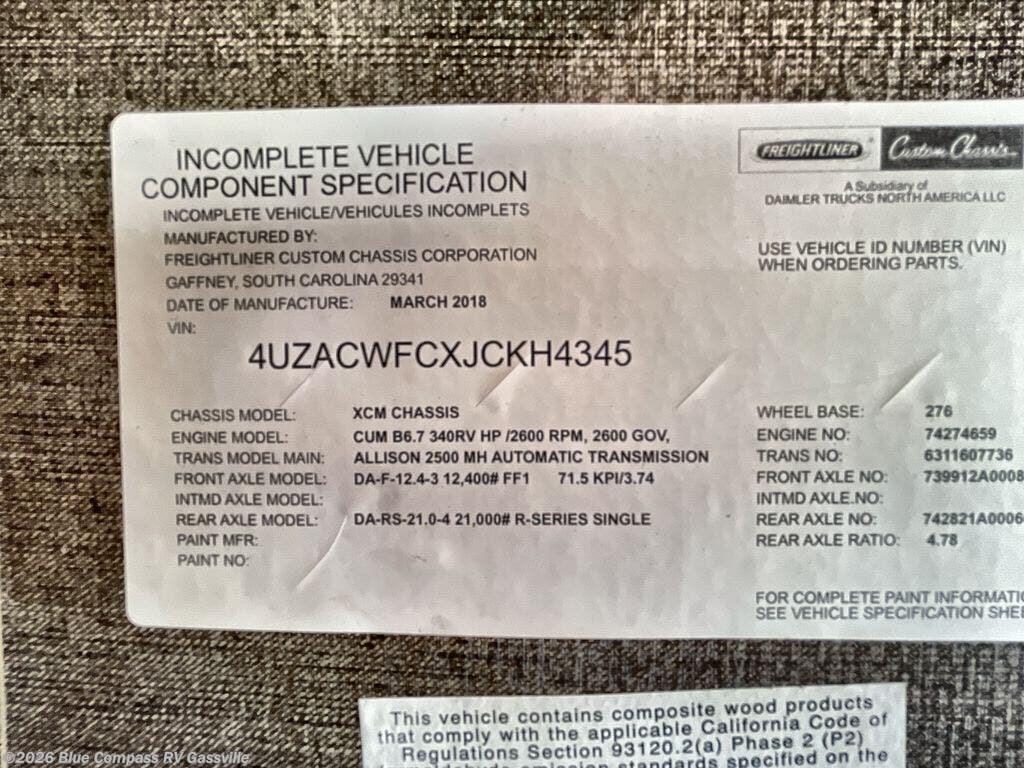 INCOMPLETE VEHICLE
COMPONENT SPECIFICATION
INCOMPLETE VEHICLE/VEHICULES INCOMPLETS
MANUFACTURED BY:
FREIGHTLINER CUSTOM CHASSIS CORPORATION
GAFFNEY, SOUTH CAROLINA 29341
DATE OF MANUFACTURE: MARCH 2018
VIN:
4UZACWFCXJCKH4345
FREIGHTLINER Custom Chassis
A Subsidiary of
DAIMLER TRUCKS NORTH AMERICA LLC
USE VEHICLE ID NUMBER (VIN)
WHEN ORDERING PARTS.
CHASSIS MODEL: XCM CHASSIS
ENGINE MODEL: CUM B6.7 340RV HP /2600 RPM, 2600 GOV,
TRANS MODEL MAIN: ALLISON 2500 MH AUTOMATIC TRANSMISSION
FRONT AXLE MODEL: DA-F-12.4-3 12,400# FF1 71.5 KPI/3.74
INTMD AXLE MODEL:
REAR AXLE MODEL: DA-RS-21.0-4 21,000# R-SERIES SINGLE
PAINT MFR:
PAINT NO:
WHEEL BASE: 276
ENGINE NO: 74274659
TRANS NO: 6311607736
FRONT AXLE NO: 739912A0008
INTMD AXLE.NO:
REAR AXLE NO: 742821A0006
REAR AXLE RATIO: 4.78
FOR COMPLETE PAINT INFORMATIO
SEE VEHICLE SPECIFICATION SHEE
This vehicle contains composite wood products
that comply with the applicable California Code of
Regulations Section 93120.2(a) Phase 2 (P2)
emission standards specified on the
©2026 Blue Compass RV Gassville